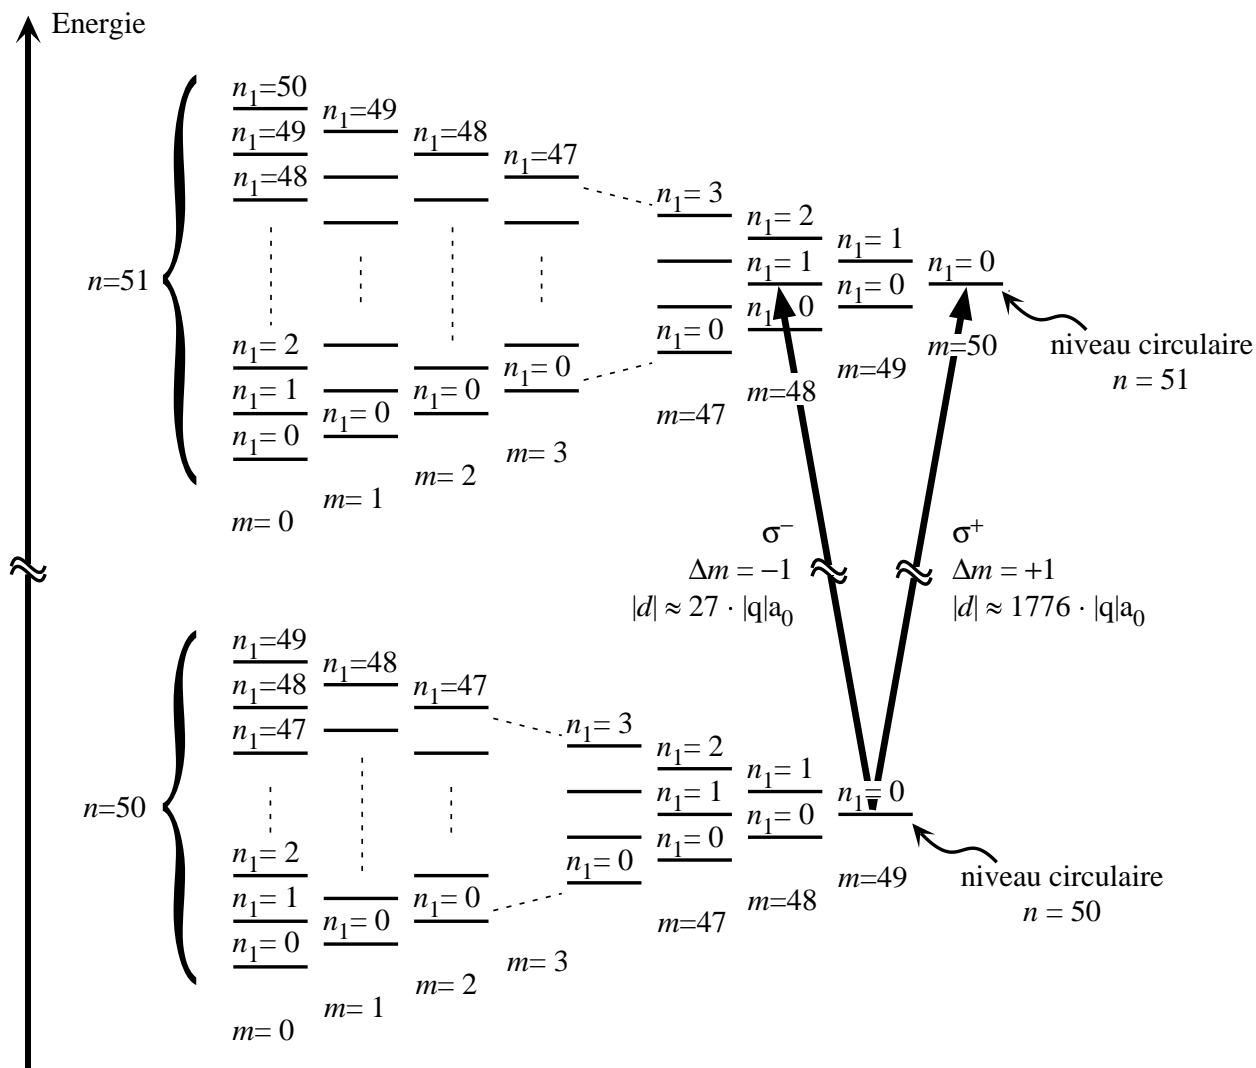 Energie
n₁=50
n₁=49
n₁=48
n₁=49
n₁=48
n₁=47
n₁= 3
n₁= 2
n₁= 1
n₁= 1
n₁= 0
n=51
n₁= 0
n₁= 0
n₁= 0
m=50
niveau circulaire
n = 51
n₁= 2
n₁= 1
n₁= 0
n₁= 0
n₁= 0
n₁= 0
m=49
m=48
m=47
m= 3
m= 2
m= 1
m= 0
σ⁻
Δm = −1
|d| ≈ 27 · |q|a₀
σ⁺
Δm = +1
|d| ≈ 1776 · |q|a₀
n₁=49
n₁=48
n₁=47
n₁=48
n₁=47
n₁= 3
n₁= 2
n₁= 1
n₁= 1
n₁= 0
n=50
n₁= 0
n₁= 0
n₁= 0
n₁= 2
n₁= 1
n₁= 0
n₁= 0
n₁= 0
m=49
niveau circulaire
n = 50
m=48
m=47
m= 3
m= 2
m= 1
m= 0